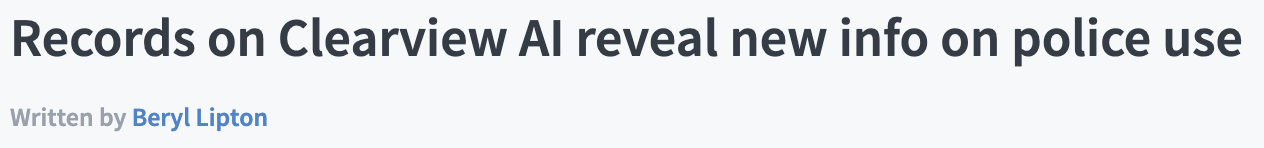 Records on Clearview AI reveal new info on police use
Written by Beryl Lipton